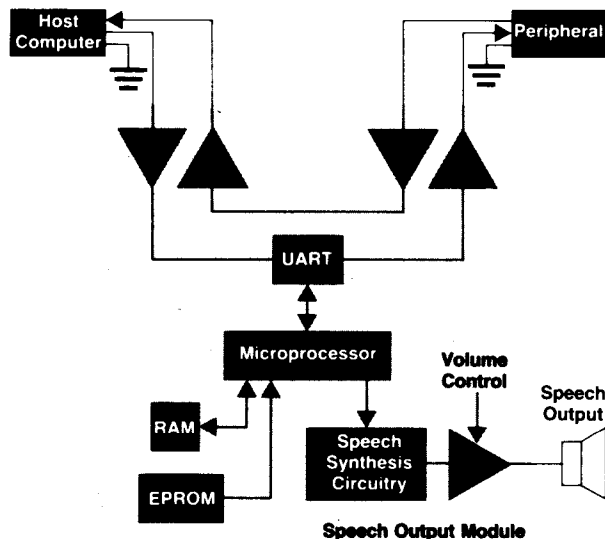 Host
Computer
Peripheral
UART
Microprocessor
Volume
Control
Speech
Output
RAM
Speech
Synthesis
Circuitry
EPROM
Speech Output Module